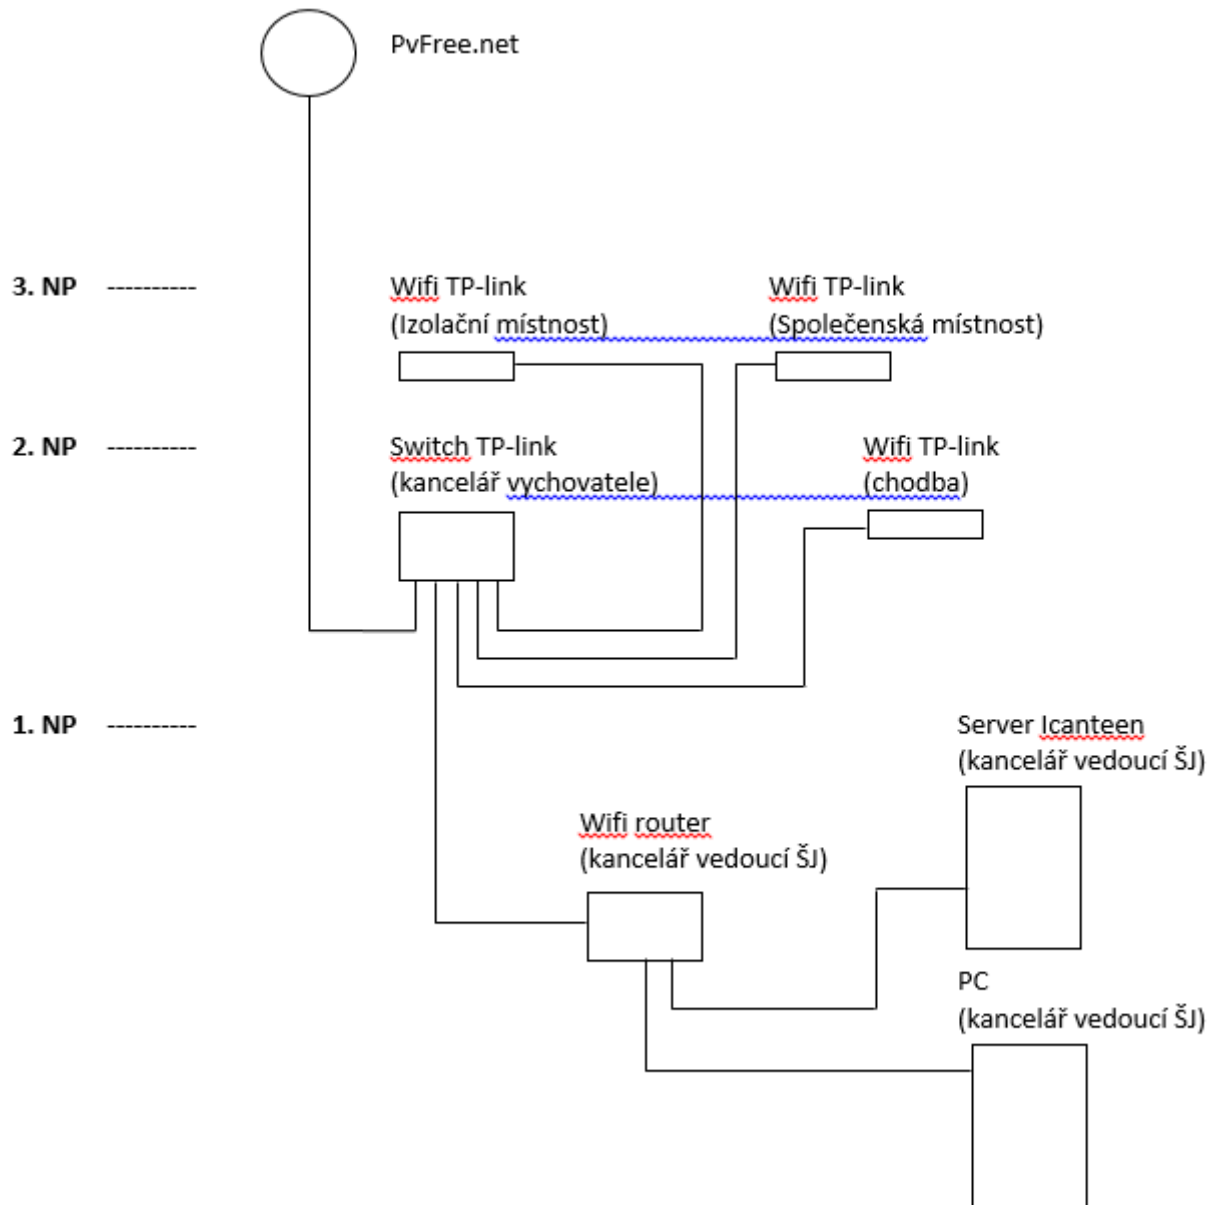 PvFree.net
3. NP ----------
Wifi TP-link
(Izolační místnost)
Wifi TP-link
(Společenská místnost)
2. NP ----------
Switch TP-link
(kancelář vychovatele)
Wifi TP-link
(chodba)
1. NP ----------
Server Icanteen
(kancelář vedoucí ŠJ)
Wifi router
(kancelář vedoucí ŠJ)
PC
(kancelář vedoucí ŠJ)